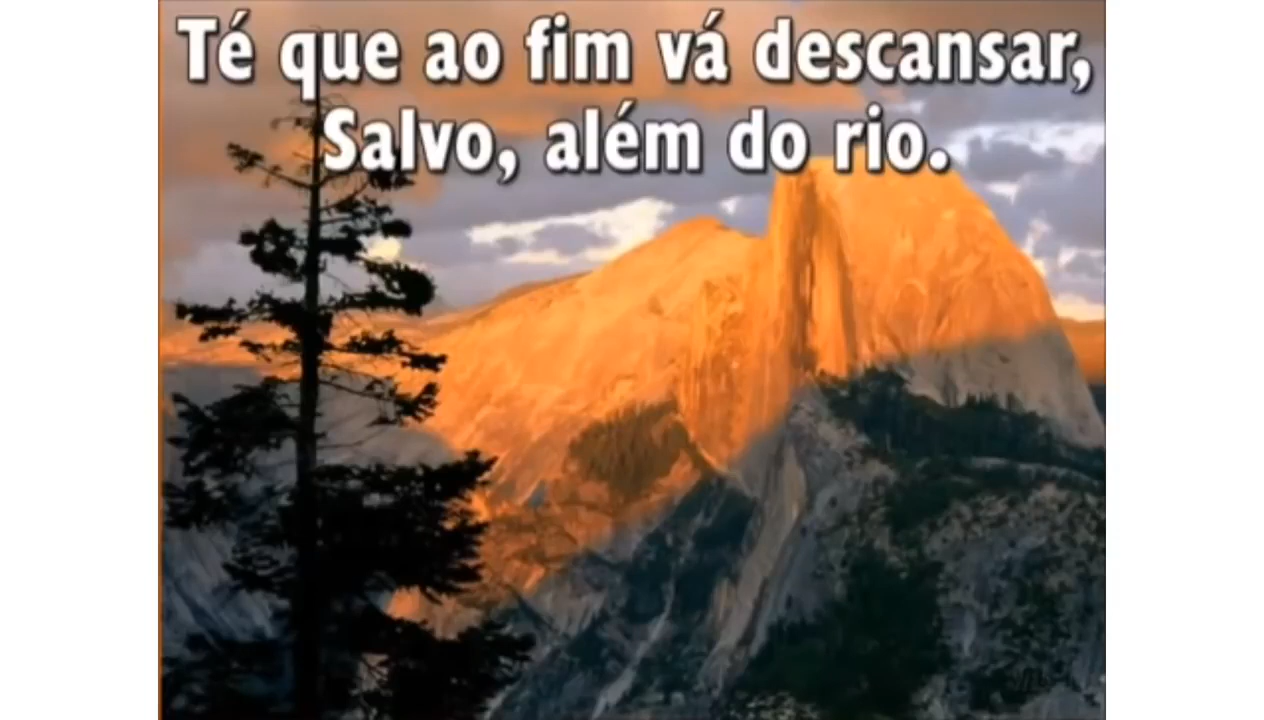 Té que ao fim vá descansar,
Salvo, além do rio.